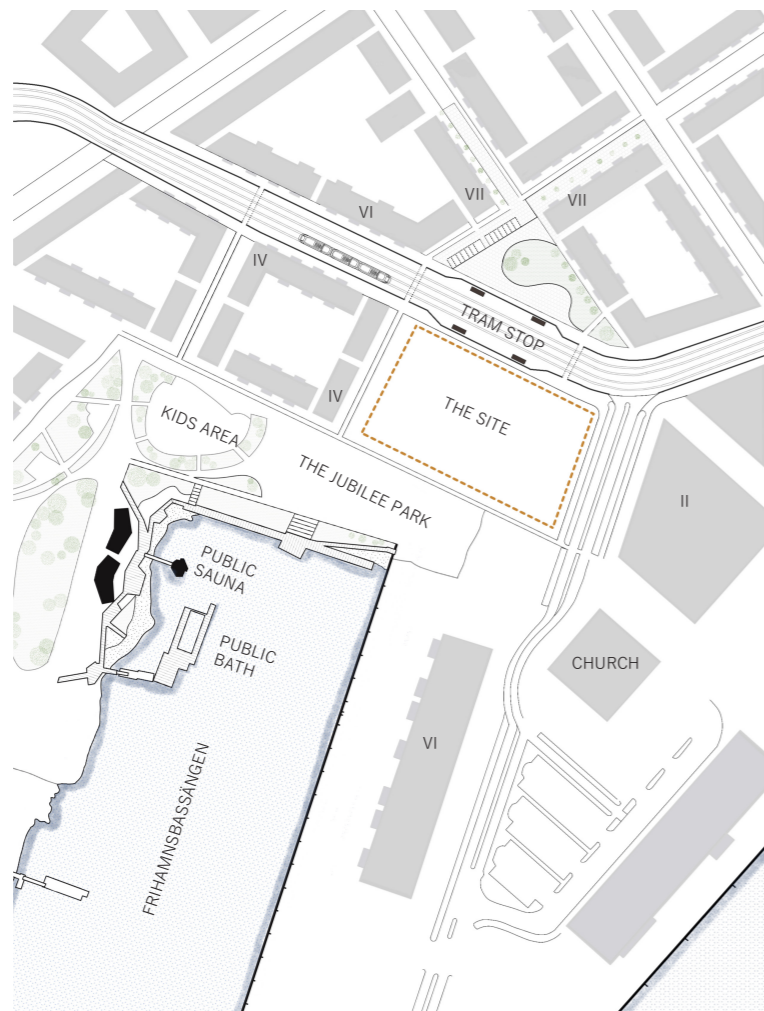 VI
VII
VII
IV
TRAM STOP
IV
KIDS AREA
THE SITE
THE JUBILEE PARK
II
PUBLIC
SAUNA
PUBLIC
BATH
CHURCH
VI
FRIHAMNSBASSÄNGEN